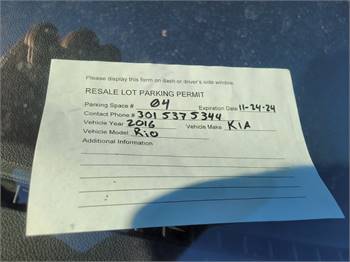 Please display this form on dash or driver's side window.
RESALE LOT PARKING PERMIT
Parking Space # 04 Expiration Date 11-24-24
Contact Phone # 301 537 5344
Vehicle Year 2016 Vehicle Make KIA
Vehicle Model Rio
Additional Information